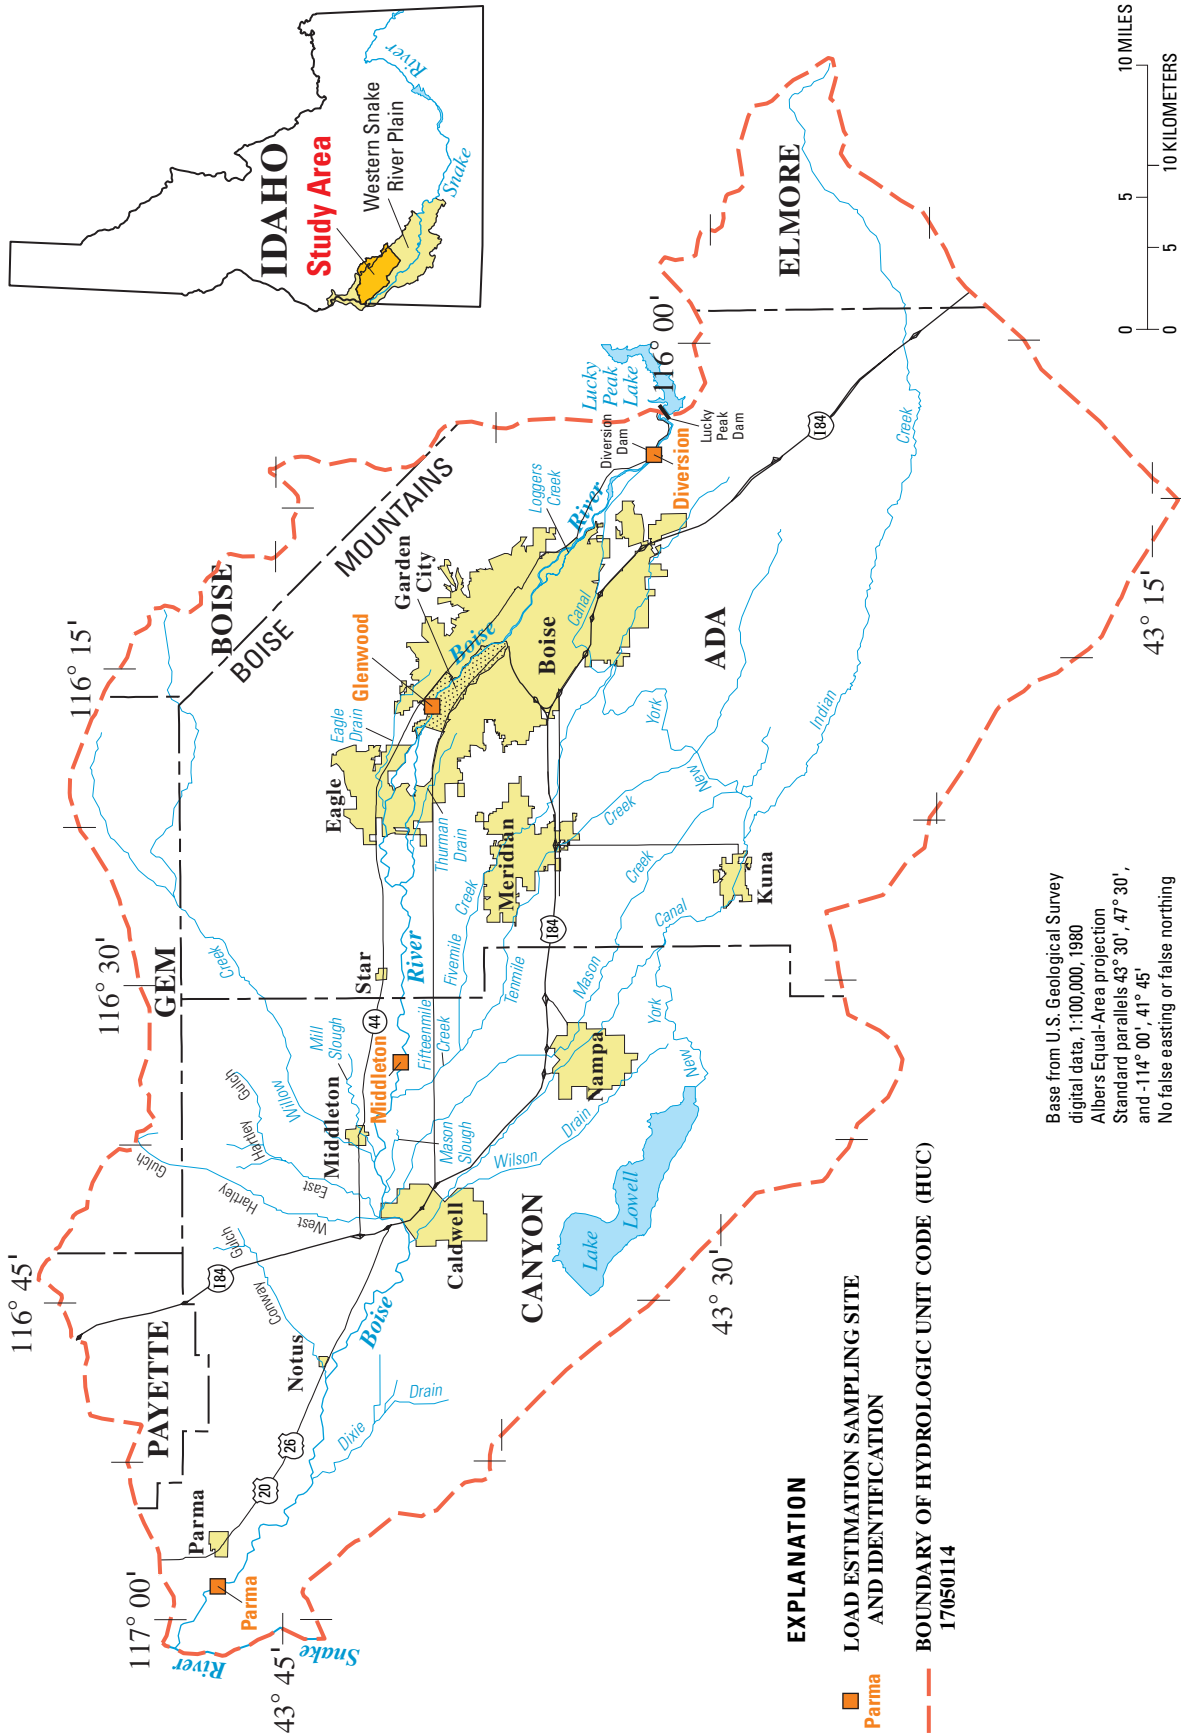 IDAHO
Study Area
Western Snake
River Plain
Snake
River
117° 00'
116° 45'
116° 30'
116° 15'
116° 00'
43° 45'
43° 30'
43° 15'
PAYETTE
GEM
BOISE
BOISE
MOUNTAINS
ELMORE
ADA
CANYON
Snake
River
Parma
Parma
20
26
I84
Notus
Conway
Gulch
Boise
Dixie
Drain
West
Hartley
Gulch
East
Hartley
Gulch
Willow
Creek
Middleton
Middleton
Mill
Slough
44
Star
River
Fifteenmile
Creek
Mason
Slough
Caldwell
Wilson
Drain
Lake
Lowell
Nampa
New
York
Canal
Mason
Creek
Tenmile
Creek
Fivemile
Creek
I84
Meridian
Kuna
Thurman
Drain
Eagle
Eagle
Drain
Glenwood
Garden
City
Boise
River
Boise
Loggers
Creek
New
York
Canal
Indian
Creek
Diversion
Dam
Diversion
Lucky
Peak
Dam
Lucky
Peak
Lake
I84
EXPLANATION
Parma
LOAD ESTIMATION SAMPLING SITE
AND IDENTIFICATION
BOUNDARY OF HYDROLOGIC UNIT CODE (HUC)
17050114
Base from U.S. Geological Survey
digital data, 1:100,000, 1980
Albers Equal-Area projection
Standard parallels 43° 30', 47° 30',
and -114° 00', 41° 45'
No false easting or false northing
0 5 10 MILES
0 5 10 KILOMETERS